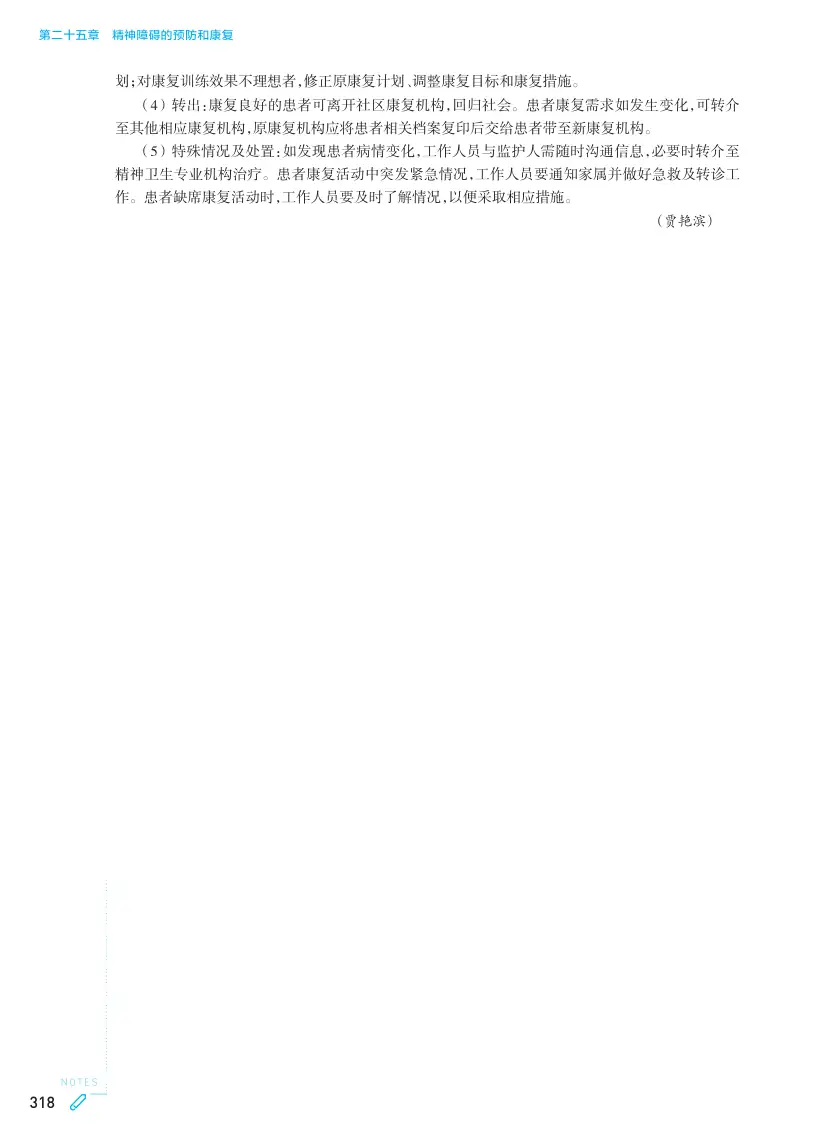 第二十五章 精神障碍的预防和康复
划;对康复训练效果不理想者,修正原康复计划、调整康复目标和康复措施。
（4）转出:康复良好的患者可离开社区康复机构,回归社会。患者康复需求如发生变化,可转介
至其他相应康复机构,原康复机构应将患者相关档案复印后交给患者带至新康复机构。
（5）特殊情况及处置:如发现患者病情变化,工作人员与监护人需随时沟通信息,必要时转介至
精神卫生专业机构治疗。患者康复活动中突发紧急情况,工作人员要通知家属并做好急救及转诊工
作。患者缺席康复活动时,工作人员要及时了解情况,以便采取相应措施。
（贾艳滨）
NOTES
318